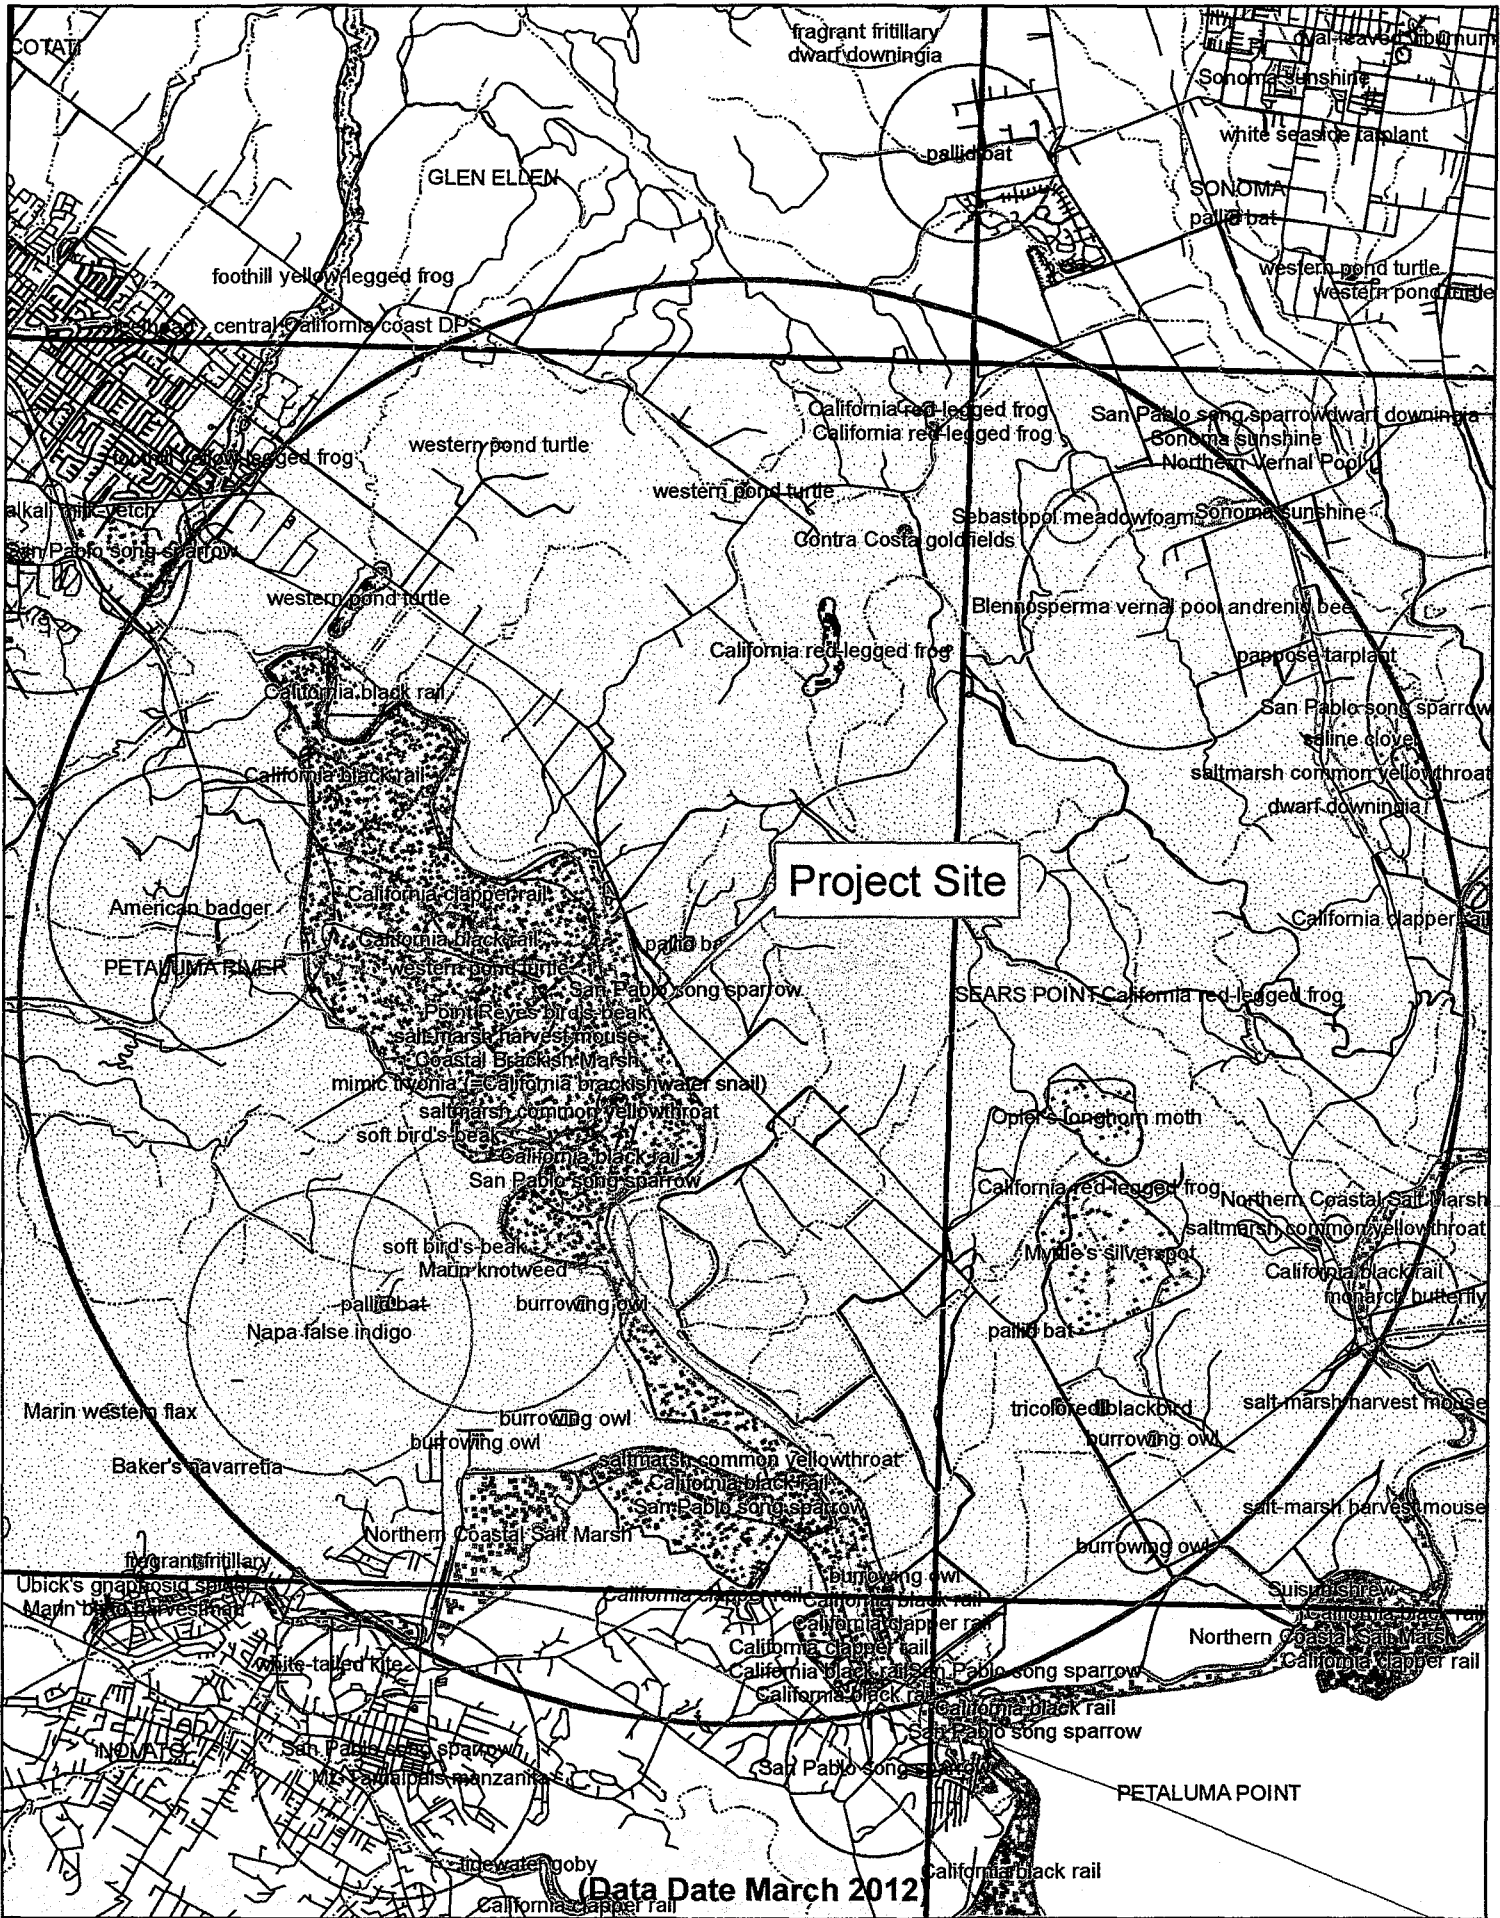 fragrant fritillary
dwarf downingia
COTATI
oval-leaved viburnum
Sonoma sunshine
white seaside tarplant
pallid bat
GLEN ELLEN
SONOMA
pallid bat
foothill yellow-legged frog
western pond turtle
western pond turtle
steelhead - central California coast DPS
California red-legged frog
San Pablo song sparrow
dwarf downingia
California red-legged frog
Sonoma sunshine
western pond turtle
foothill yellow-legged frog
Northern Vernal Pool
western pond turtle
alkali milk-vetch
Sebastopol meadowfoam
Sonoma sunshine
Contra Costa goldfields
San Pablo song sparrow
western pond turtle
Blennosperma vernal pool andrenid bee
California red-legged frog
pappose tarplant
California black rail
San Pablo song sparrow
saline clover
California black rail
saltmarsh common yellowthroat
dwarf downingia
Project Site
California clapper rail
American badger
California clapper rail
California black rail
pallid ba
PETALUMA RIVER
western pond turtle
San Pablo song sparrow
SEARS POINT
California red-legged frog
Point Reyes bird's-beak
salt-marsh harvest mouse
Coastal Brackish Marsh
mimic tryonia (=California brackishwater snail)
saltmarsh common yellowthroat
Opler's longhorn moth
soft bird's-beak
California black rail
San Pablo song sparrow
California red-legged frog
Northern Coastal Salt Marsh
saltmarsh common yellowthroat
soft bird's-beak
Myrtle's silverspot
Marin knotweed
California black rail
monarch butterfly
pallid bat
burrowing owl
Napa false indigo
pallid bat
Marin western flax
burrowing owl
tricolored blackbird
salt-marsh harvest mouse
burrowing owl
burrowing owl
Baker's navarretia
saltmarsh common yellowthroat
California black rail
San Pablo song sparrow
salt-marsh harvest mouse
Northern Coastal Salt Marsh
burrowing owl
fragrant fritillary
burrowing owl
Ubick's gnaphosid spider
Suisun shrew
California clapper rail
California black rail
Marin blind harvestman
California black rail
California clapper rail
Northern Coastal Salt Marsh
California clapper rail
California clapper rail
white-tailed kite
California black rail
San Pablo song sparrow
California black rail
California black rail
San Pablo song sparrow
NOVATO
San Pablo song sparrow
San Pablo song sparrow
Mt. Tamalpais manzanita
PETALUMA POINT
tidewater goby
California black rail
(Data Date March 2012)
California clapper rail